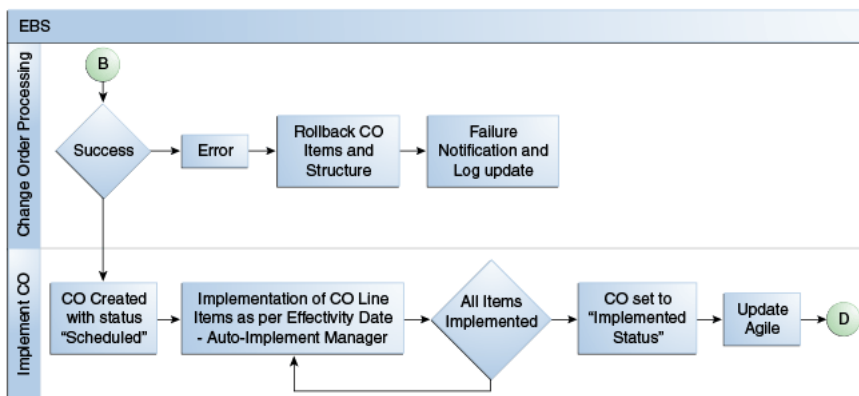 EBS
Change Order Processing
B
Success
Error
Rollback CO
Items and
Structure
Failure
Notification and
Log update
Implement CO
CO Created
with status
“Scheduled”
Implementation of CO Line
Items as per Effectivity Date
- Auto-Implement Manager
All Items
Implemented
CO set to
“Implemented
Status”
Update
Agile
D